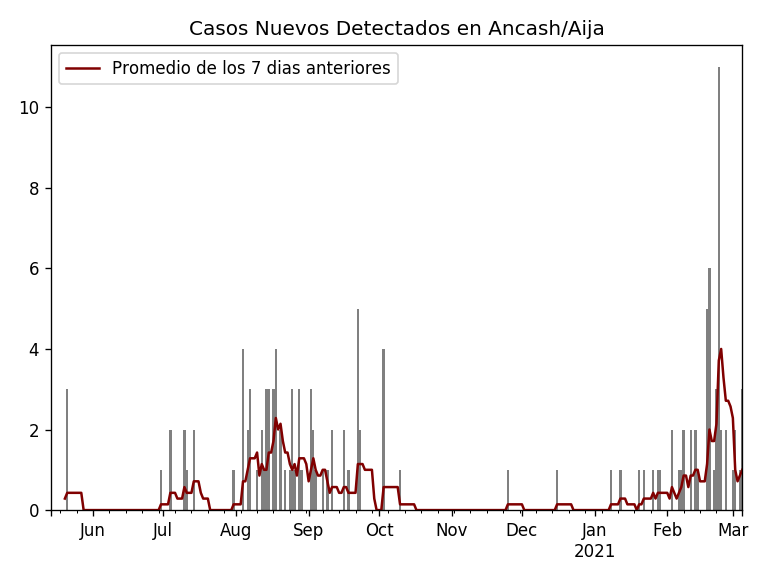 Casos Nuevos Detectados en Ancash/Aija
Promedio de los 7 dias anteriores
10
8
6
4
2
0
Jun Jul Aug Sep Oct Nov Dec Jan Feb Mar
2021